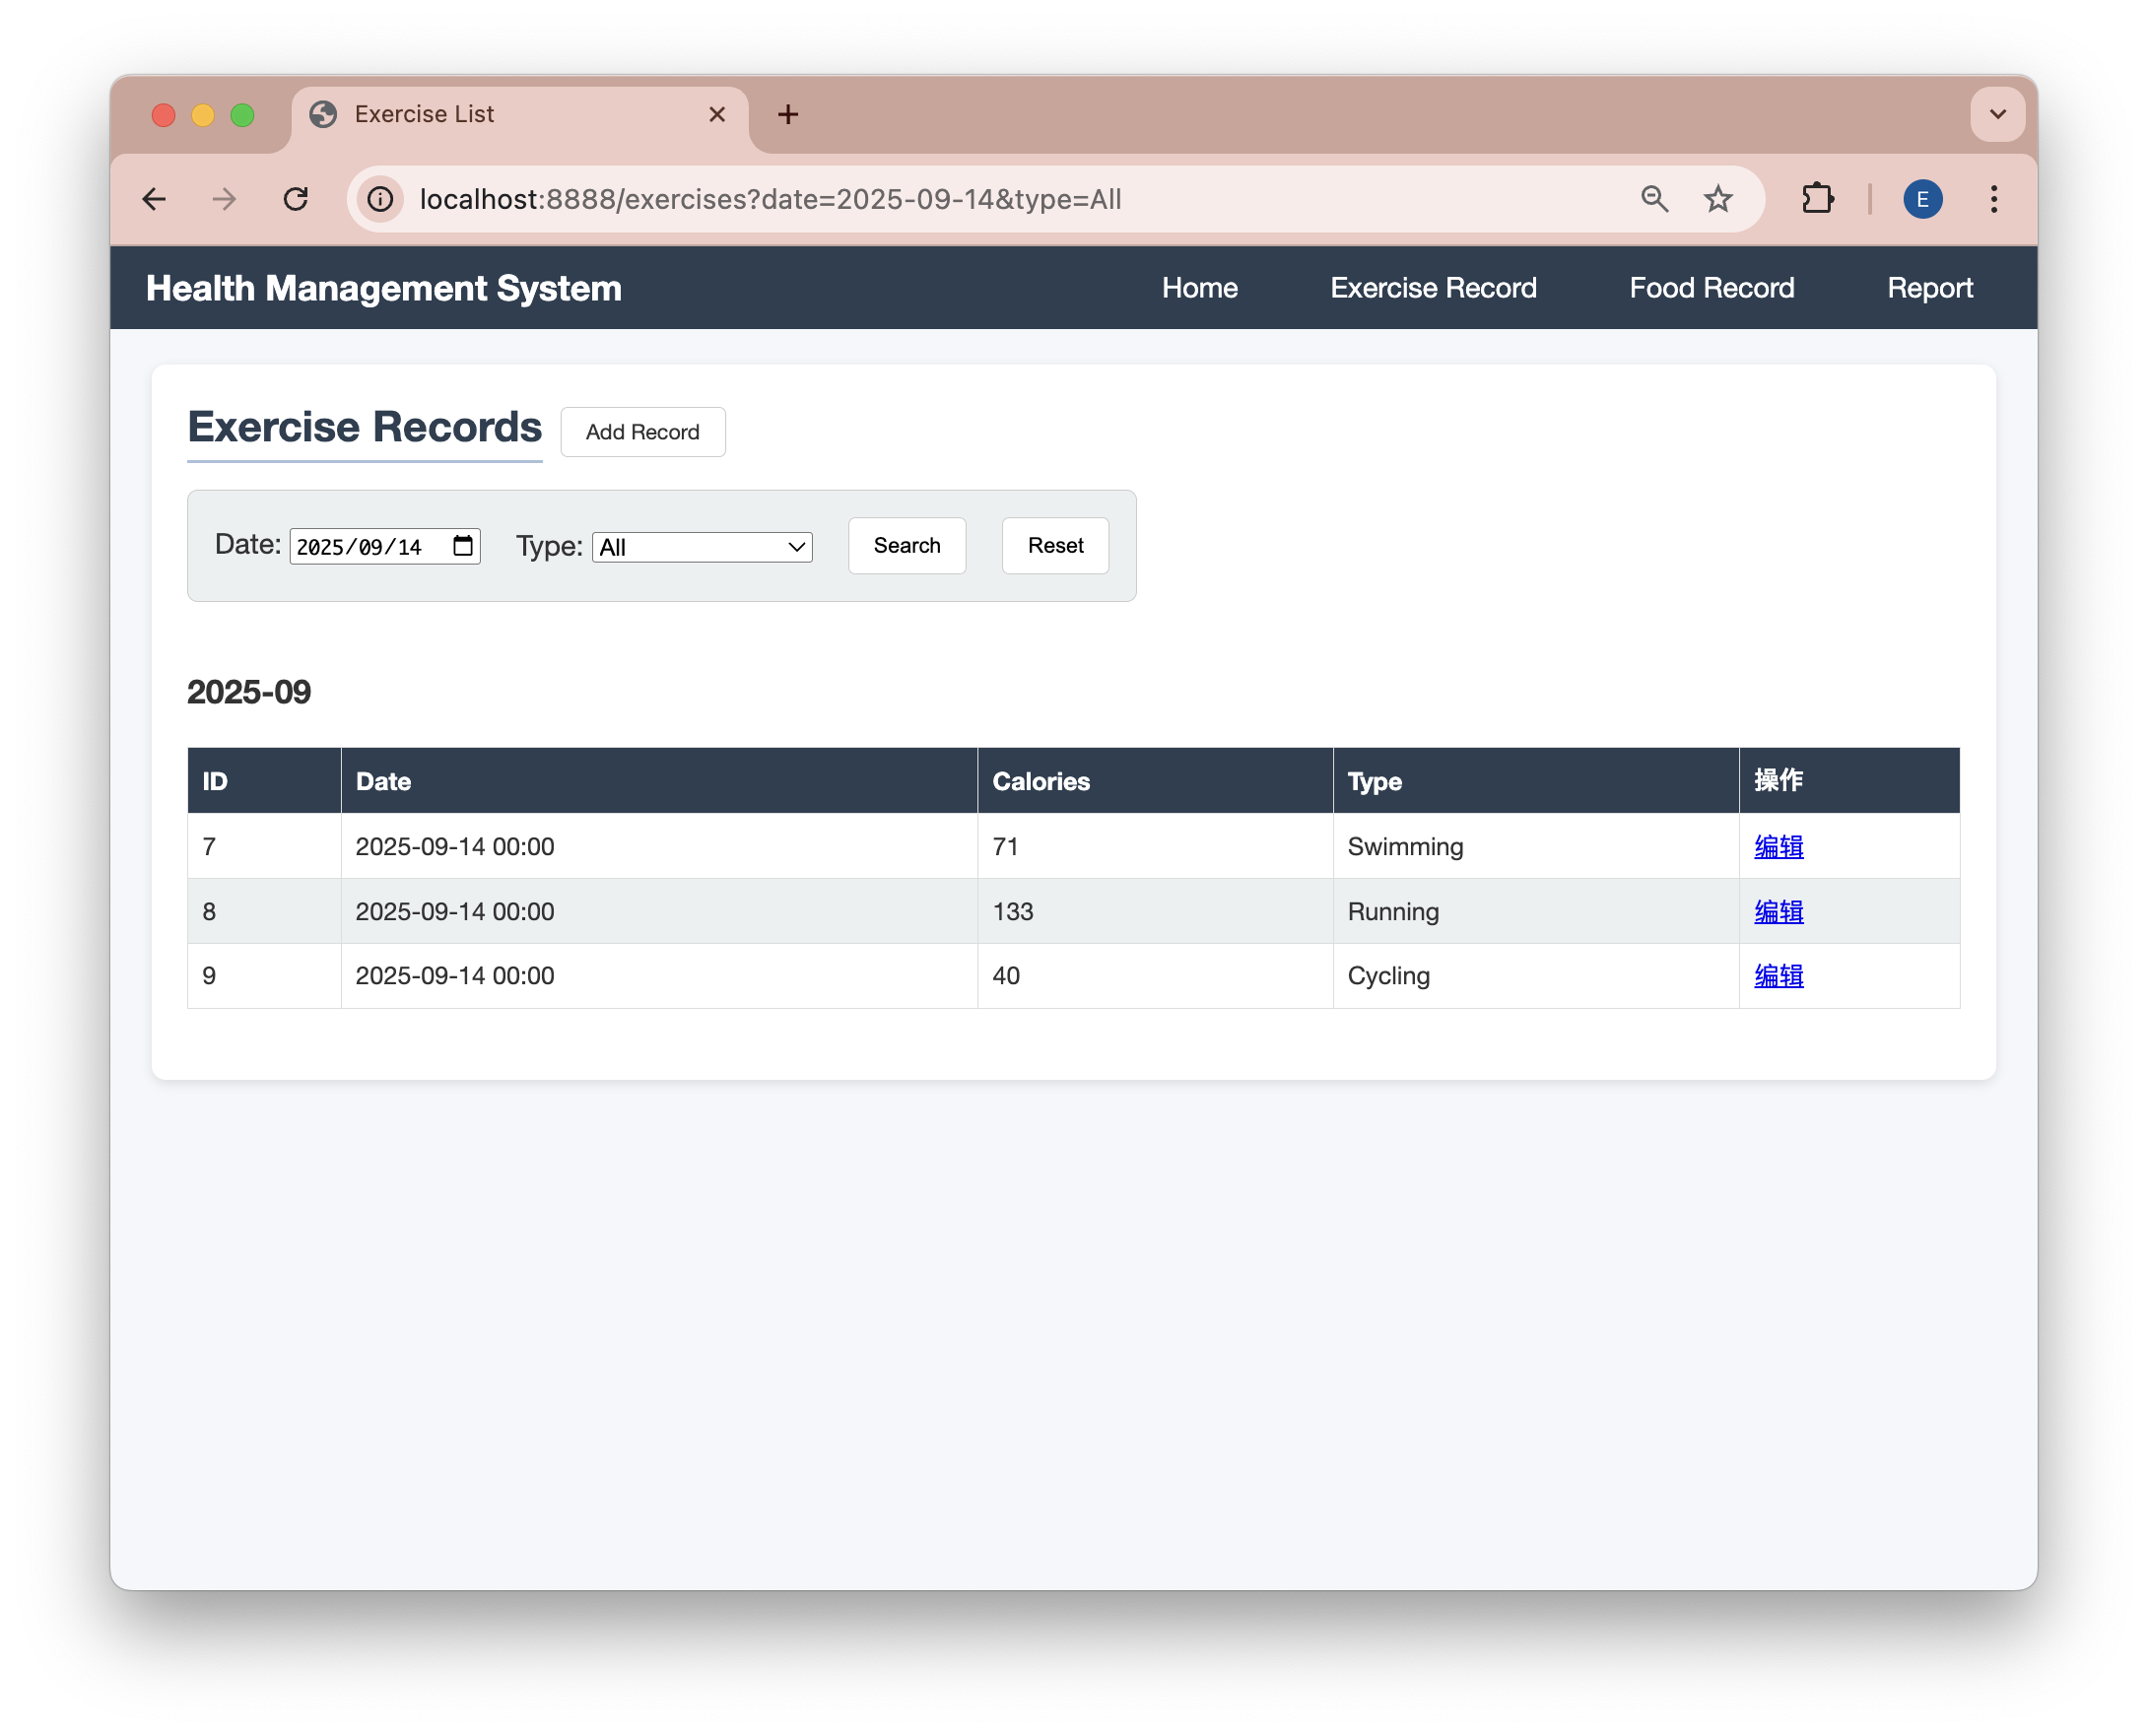 Exercise List
localhost:8888/exercises?date=2025-09-14&type=All
E
Health Management System Home Exercise Record Food Record Report
Exercise Records Add Record
Date: 2025/09/14 Type: All Search Reset
2025-09
ID Date Calories Type 操作
7 2025-09-14 00:00 71 Swimming 编辑
8 2025-09-14 00:00 133 Running 编辑
9 2025-09-14 00:00 40 Cycling 编辑